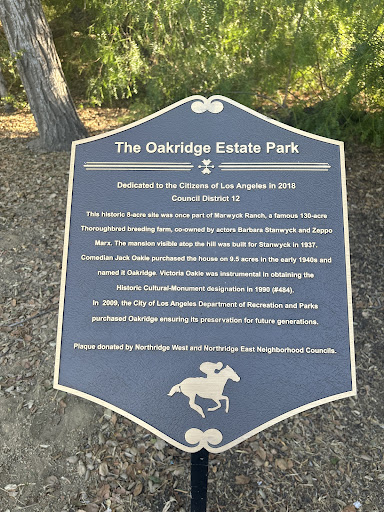 The Oakridge Estate Park
Dedicated to the Citizens of Los Angeles in 2018
Council District 12
This historic 8-acre site was once part of Marwyck Ranch, a famous 130-acre
Thoroughbred breeding farm, co-owned by actors Barbara Stanwyck and Zeppo
Marx. The mansion visible atop the hill was built for Stanwyck in 1937.
Comedian Jack Oakie purchased the house on 9.5 acres in the early 1940s and
named it Oakridge. Victoria Oakie was instrumental in obtaining the
Historic Cultural-Monument designation in 1990 (#484).
In 2009, the City of Los Angeles Department of Recreation and Parks
purchased Oakridge ensuring its preservation for future generations.
Plaque donated by Northridge West and Northridge East Neighborhood Councils.